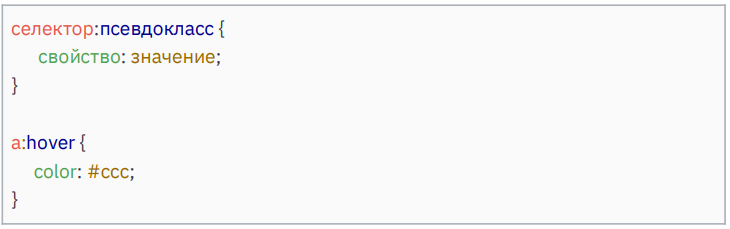 селектор:псевдокласс {
свойство: значение;
}
a:hover {
color: #ccc;
}